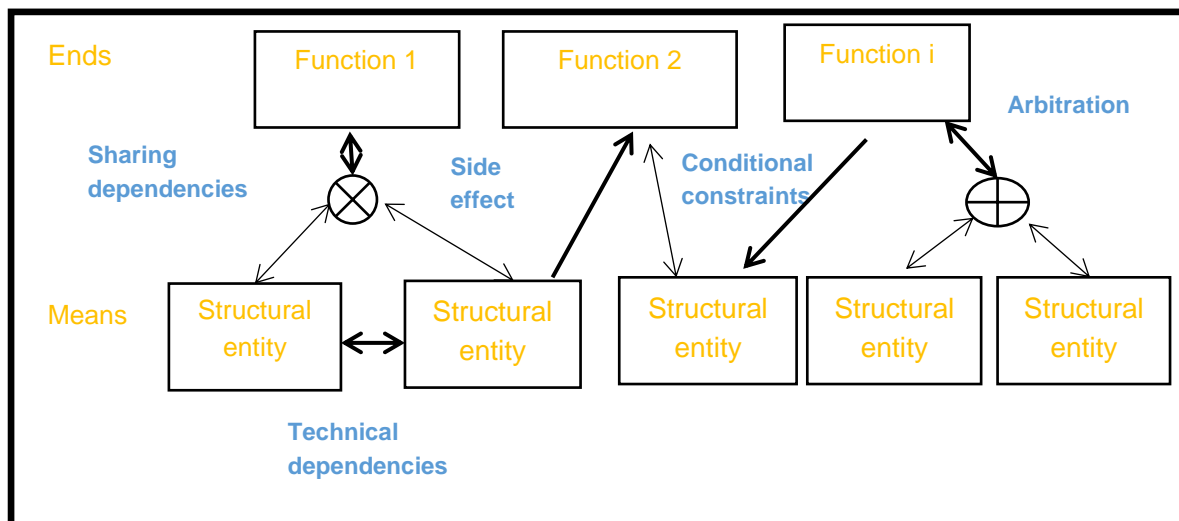 Ends
Function 1
Function 2
Function i
Arbitration
Sharing
dependencies
Side
effect
Conditional
constraints
Means
Structural
entity
Structural
entity
Structural
entity
Structural
entity
Structural
entity
Technical
dependencies